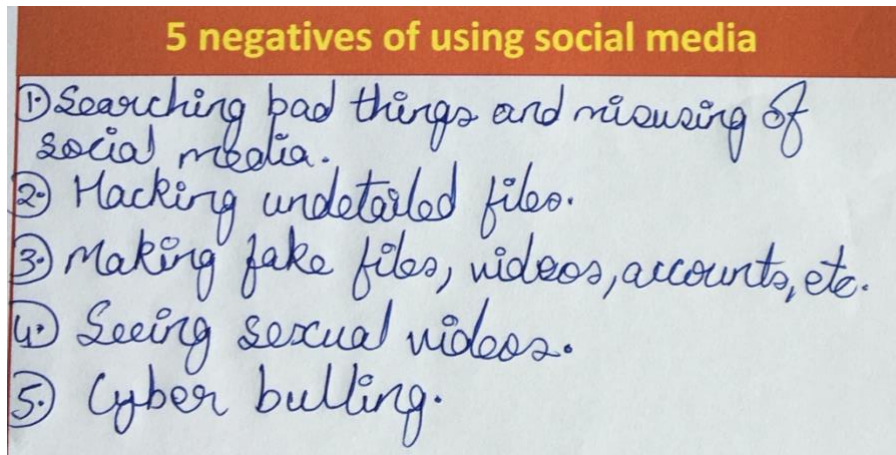 5 negatives of using social media
1. Searching bad things and misusing of
social media.
2. Hacking undetailed files.
3. Making fake files, videos, accounts, etc.
4. Seeing sexual videos.
5. Cyber bulling.